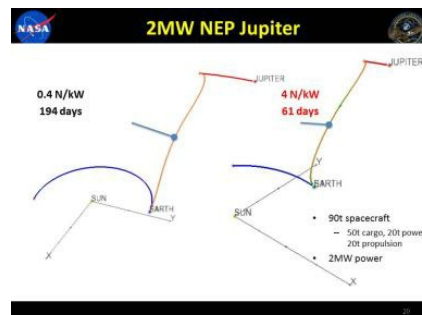 NASA
2MW NEP Jupiter
0.4 N/kW
194 days
JUPITER
SUN
EARTH
Y
X
4 N/kW
61 days
JUPITER
Y
EARTH
SUN
X
• 90t spacecraft
– 50t cargo, 20t power
20t propulsion
• 2MW power
20